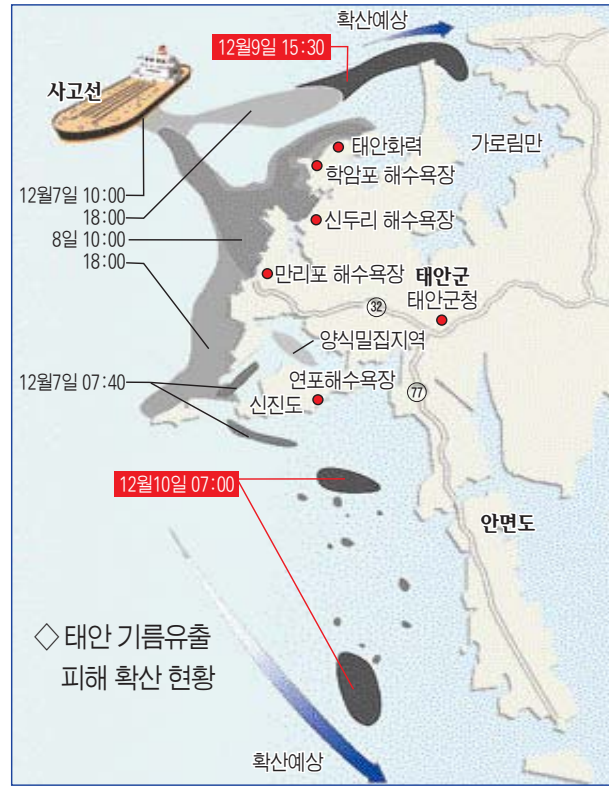 확산예상
12월9일 15:30
사고선
태안화력
가로림만
학암포 해수욕장
12월7일 10:00
18:00
신두리 해수욕장
8일 10:00
18:00
만리포 해수욕장
태안군
태안군청
32
양식밀집지역
12월7일 07:40
연포해수욕장
신진도
77
12월10일 07:00
안면도
◇ 태안 기름유출
피해 확산 현황
확산예상